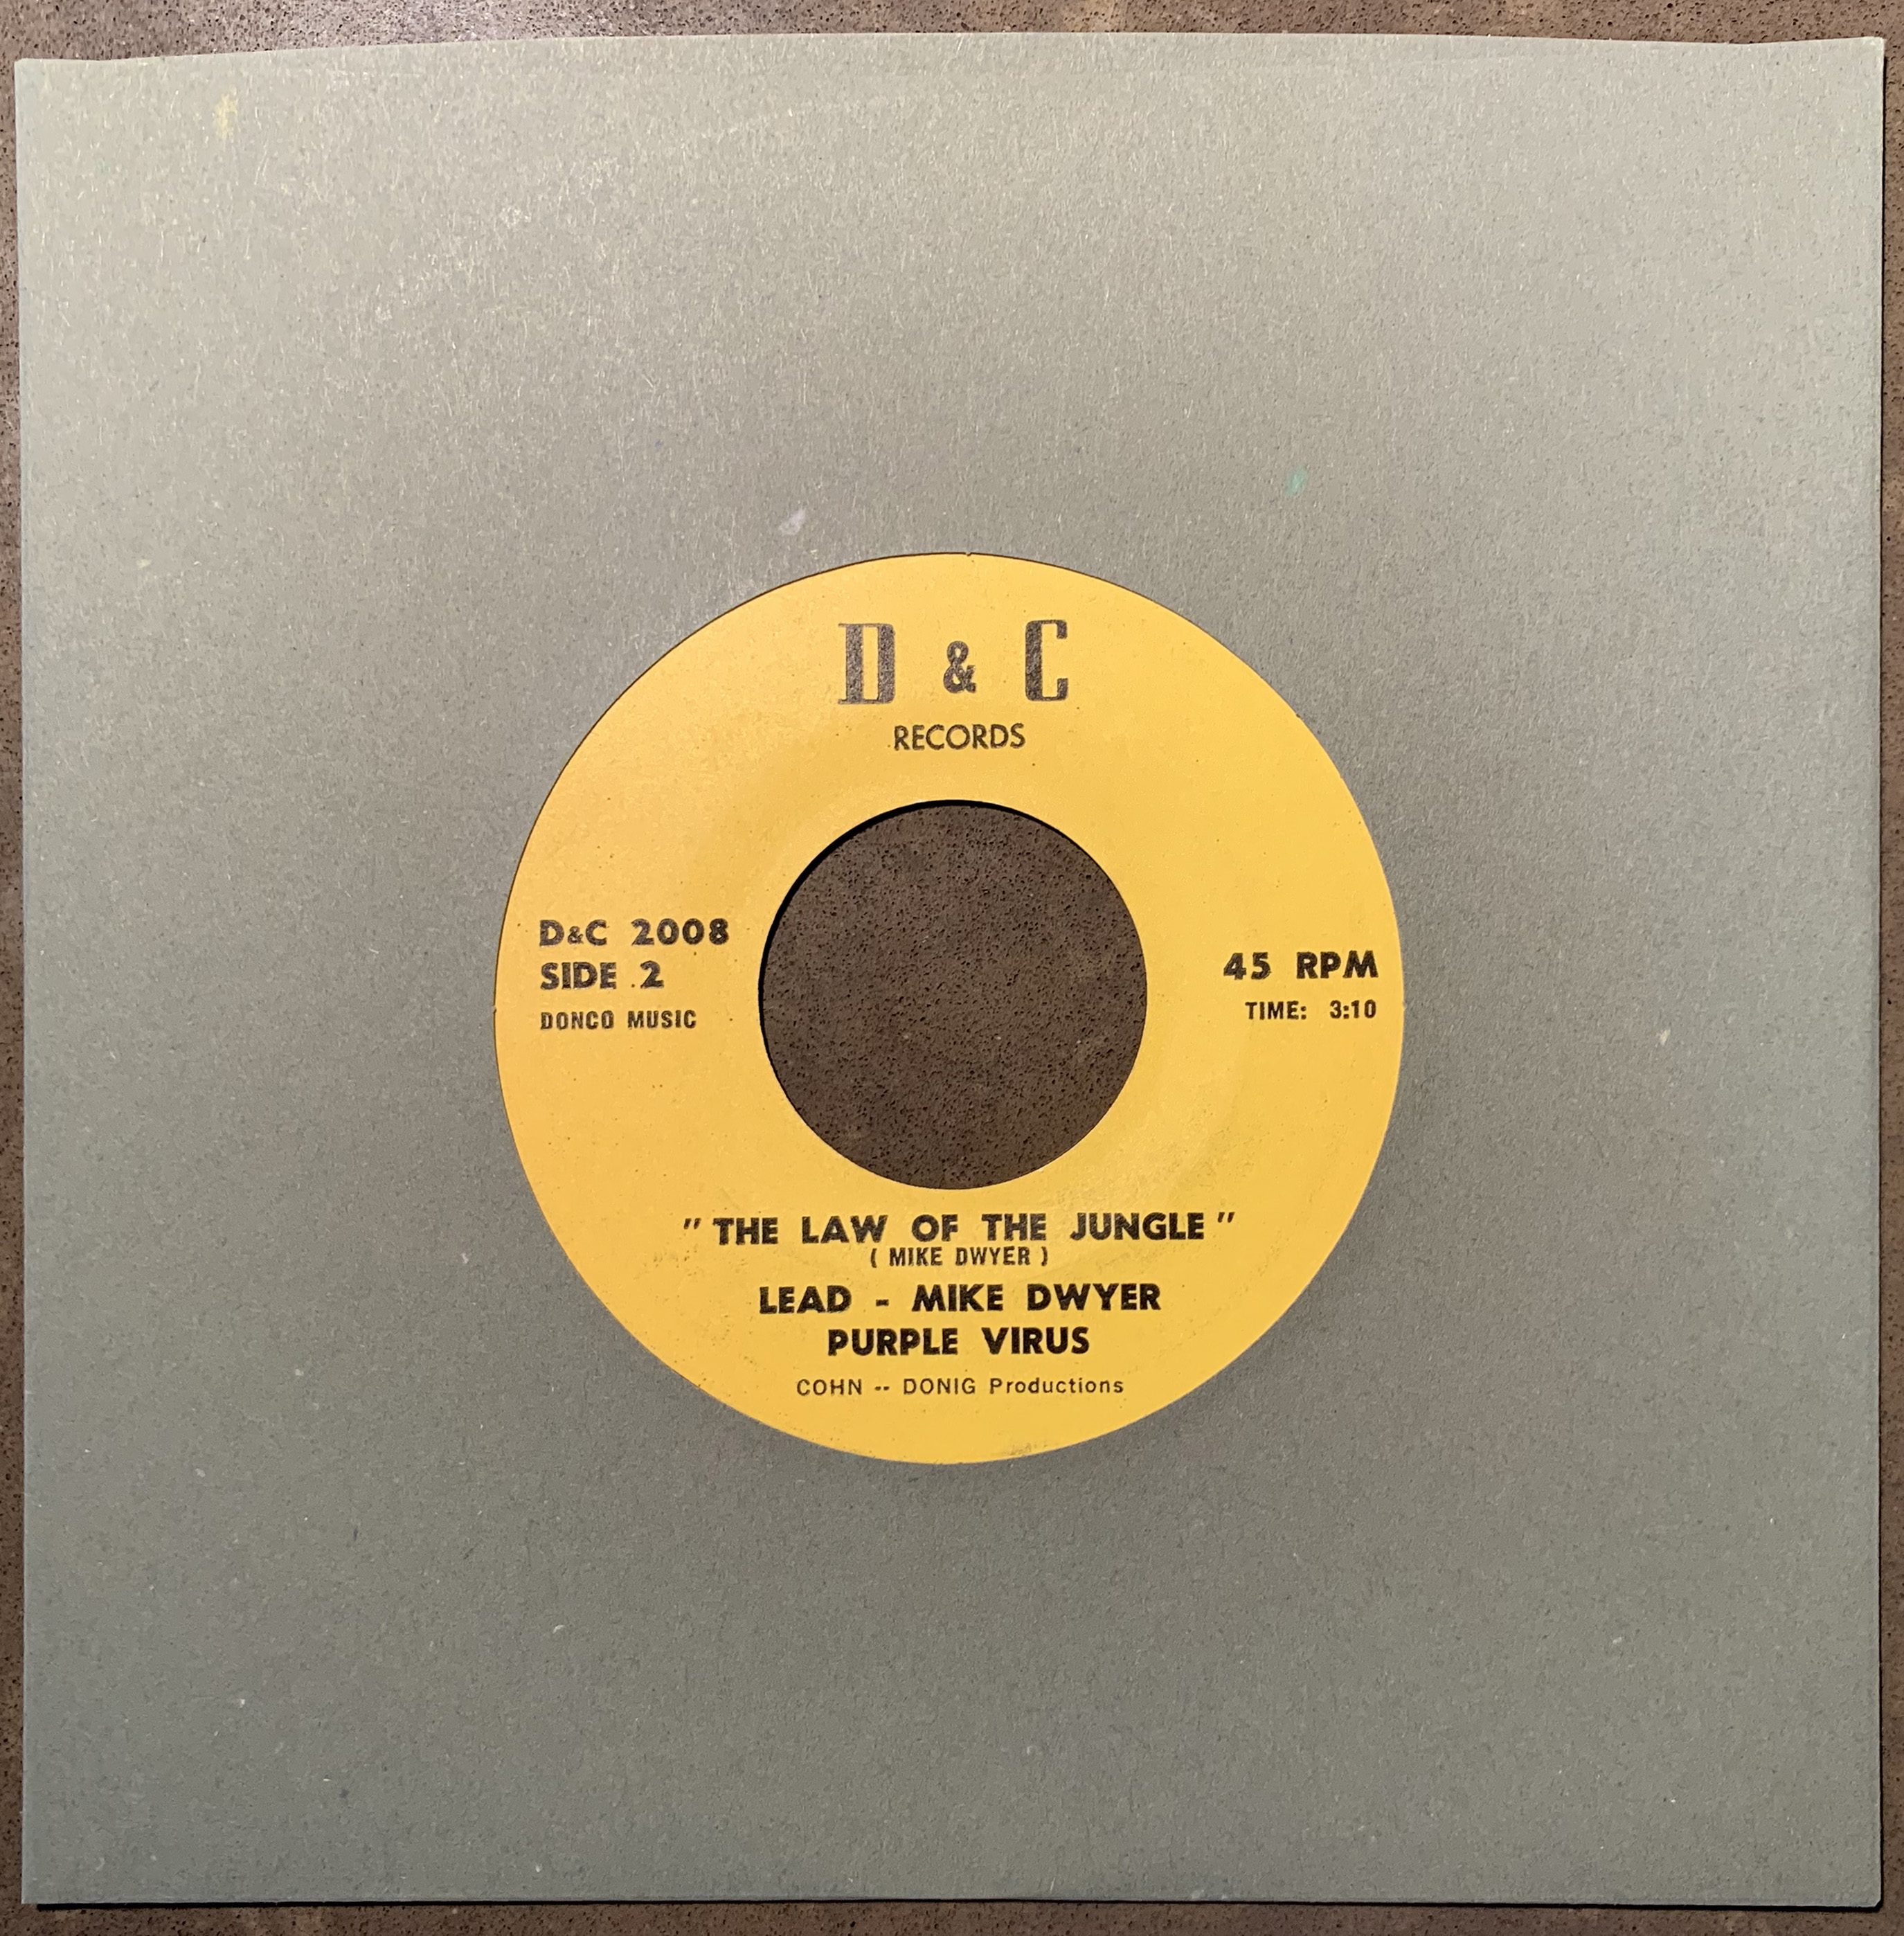 D & C
RECORDS
D&C 2008
SIDE 2
DONCO MUSIC
45 RPM
TIME: 3:10
" THE LAW OF THE JUNGLE "
( MIKE DWYER )
LEAD - MIKE DWYER
PURPLE VIRUS
COHN -- DONIG Productions